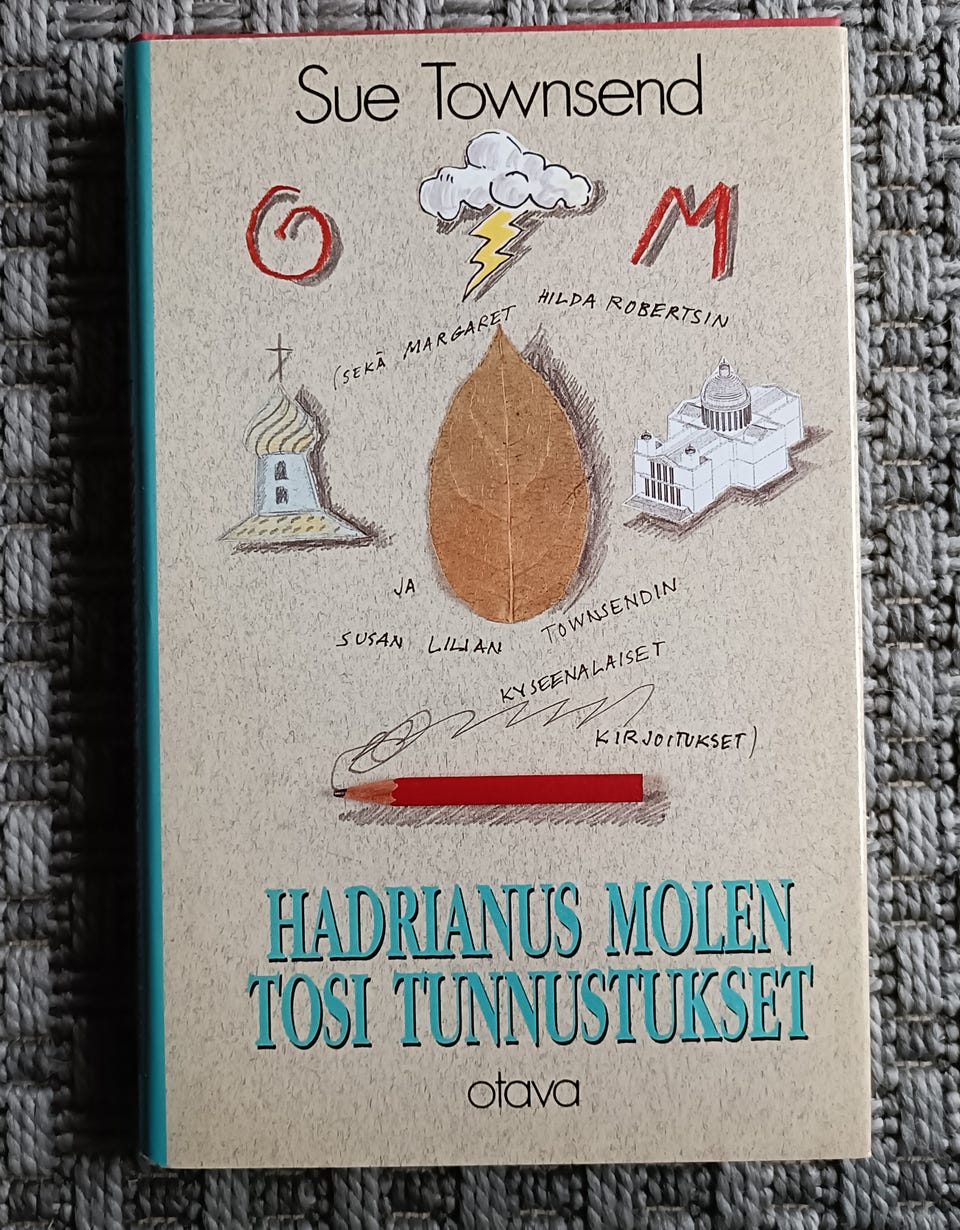 Sue Townsend
G M
(SEKÄ MARGARET HILDA ROBERTSIN
JA
SUSAN LILIAN TOWNSENDIN
KYSEENALAISET
KIRJOITUKSET)
HADRIANUS MOLEN
TOSI TUNNUSTUKSET
otava